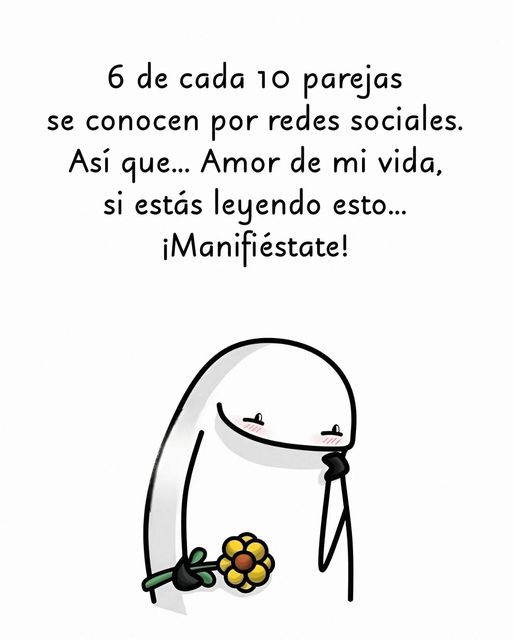 6 de cada 10 parejas
se conocen por redes sociales.
Así que... Amor de mi vida,
si estás leyendo esto...
¡Manifiéstate!